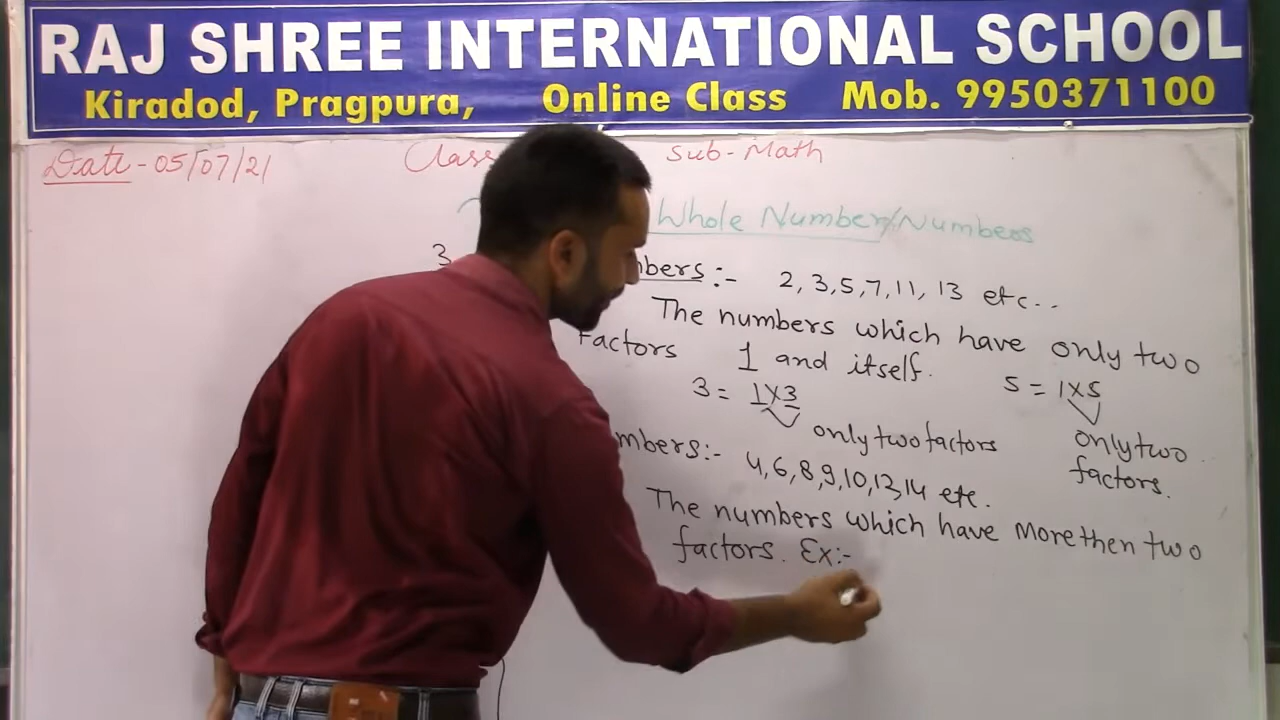 RAJ SHREE INTERNATIONAL SCHOOL
Kiradod, Pragpura, Online Class Mob. 9950371100
Date - 05/07/21 Class sub-Math
Whole Number/Numbers
3 mbers :- 2, 3, 5, 7, 11, 13 etc...
The numbers which have only two
Factors 1 and itself.
3 = 1X3 5 = 1X5
only two factors only two
factors.
mbers:- 4, 6, 8, 9, 10, 12, 14 etc.
The numbers which have More then two
factors. Ex:-